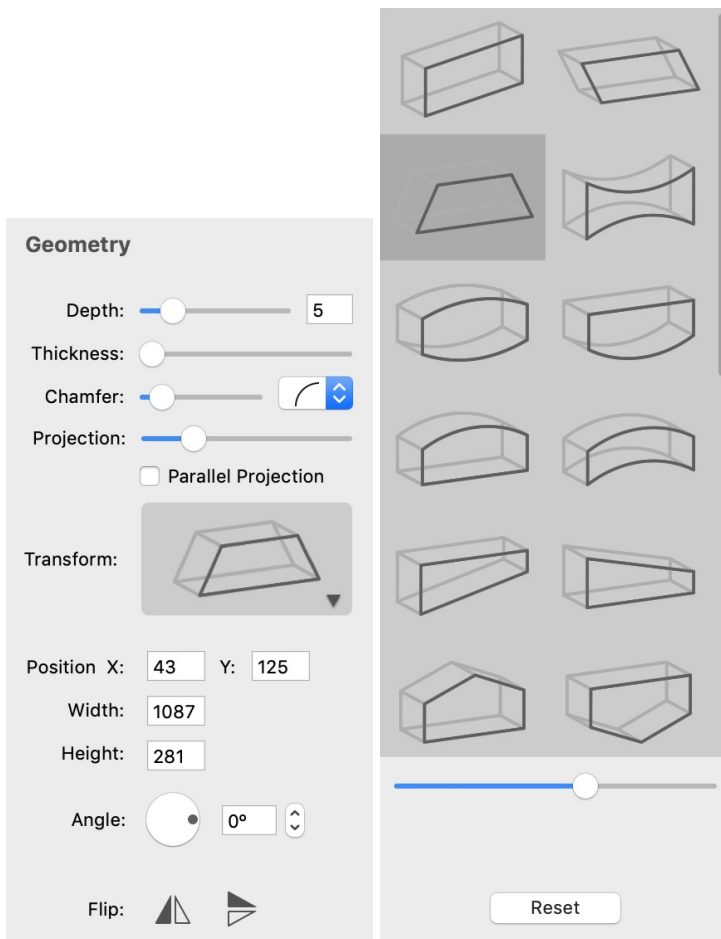 Geometry
Depth: 5
Thickness:
Chamfer:
Projection:
Parallel Projection
Transform:
Position X: 43 Y: 125
Width: 1087
Height: 281
Angle: 0º
Flip:
Reset